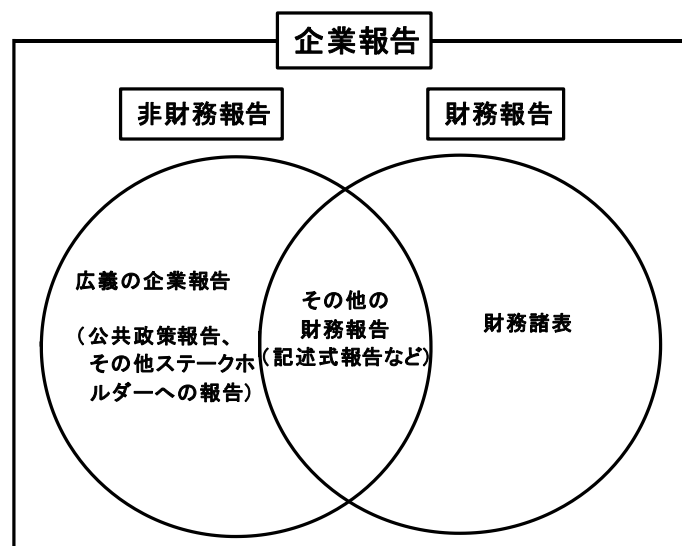 企業報告
非財務報告
財務報告
広義の企業報告
（公共政策報告、
その他ステークホ
ルダーへの報告）
その他の
財務報告
（記述式報告など）
財務諸表